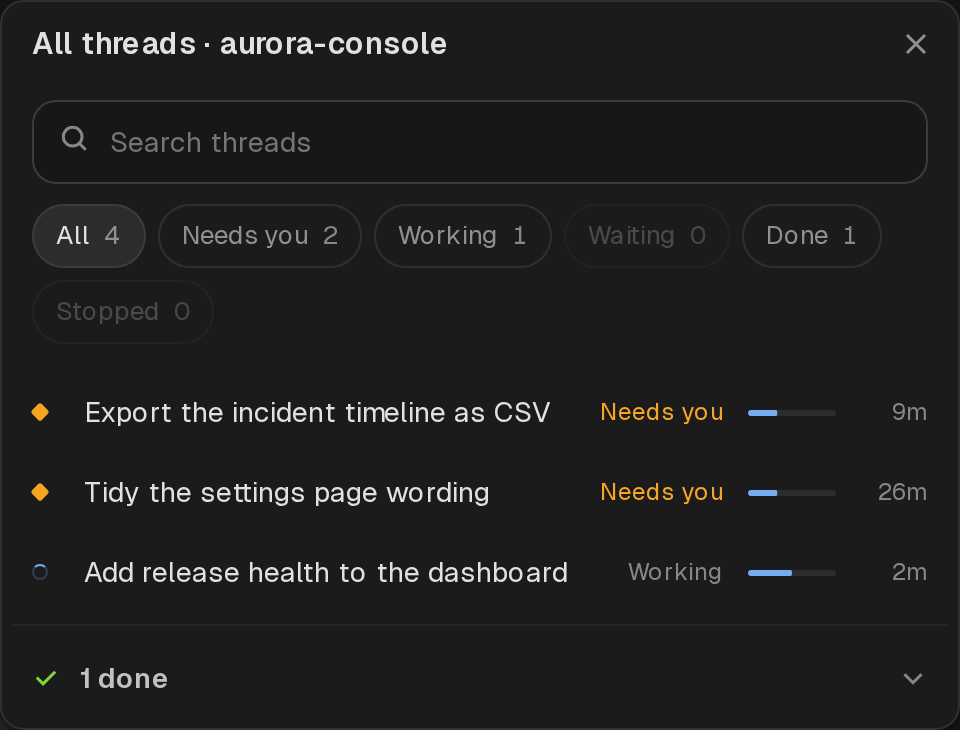 All threads · aurora-console
Search threads
All 4 Needs you 2 Working 1 Waiting 0 Done 1
Stopped 0
Export the incident timeline as CSV Needs you 9m
Tidy the settings page wording Needs you 26m
Add release health to the dashboard Working 2m
1 done